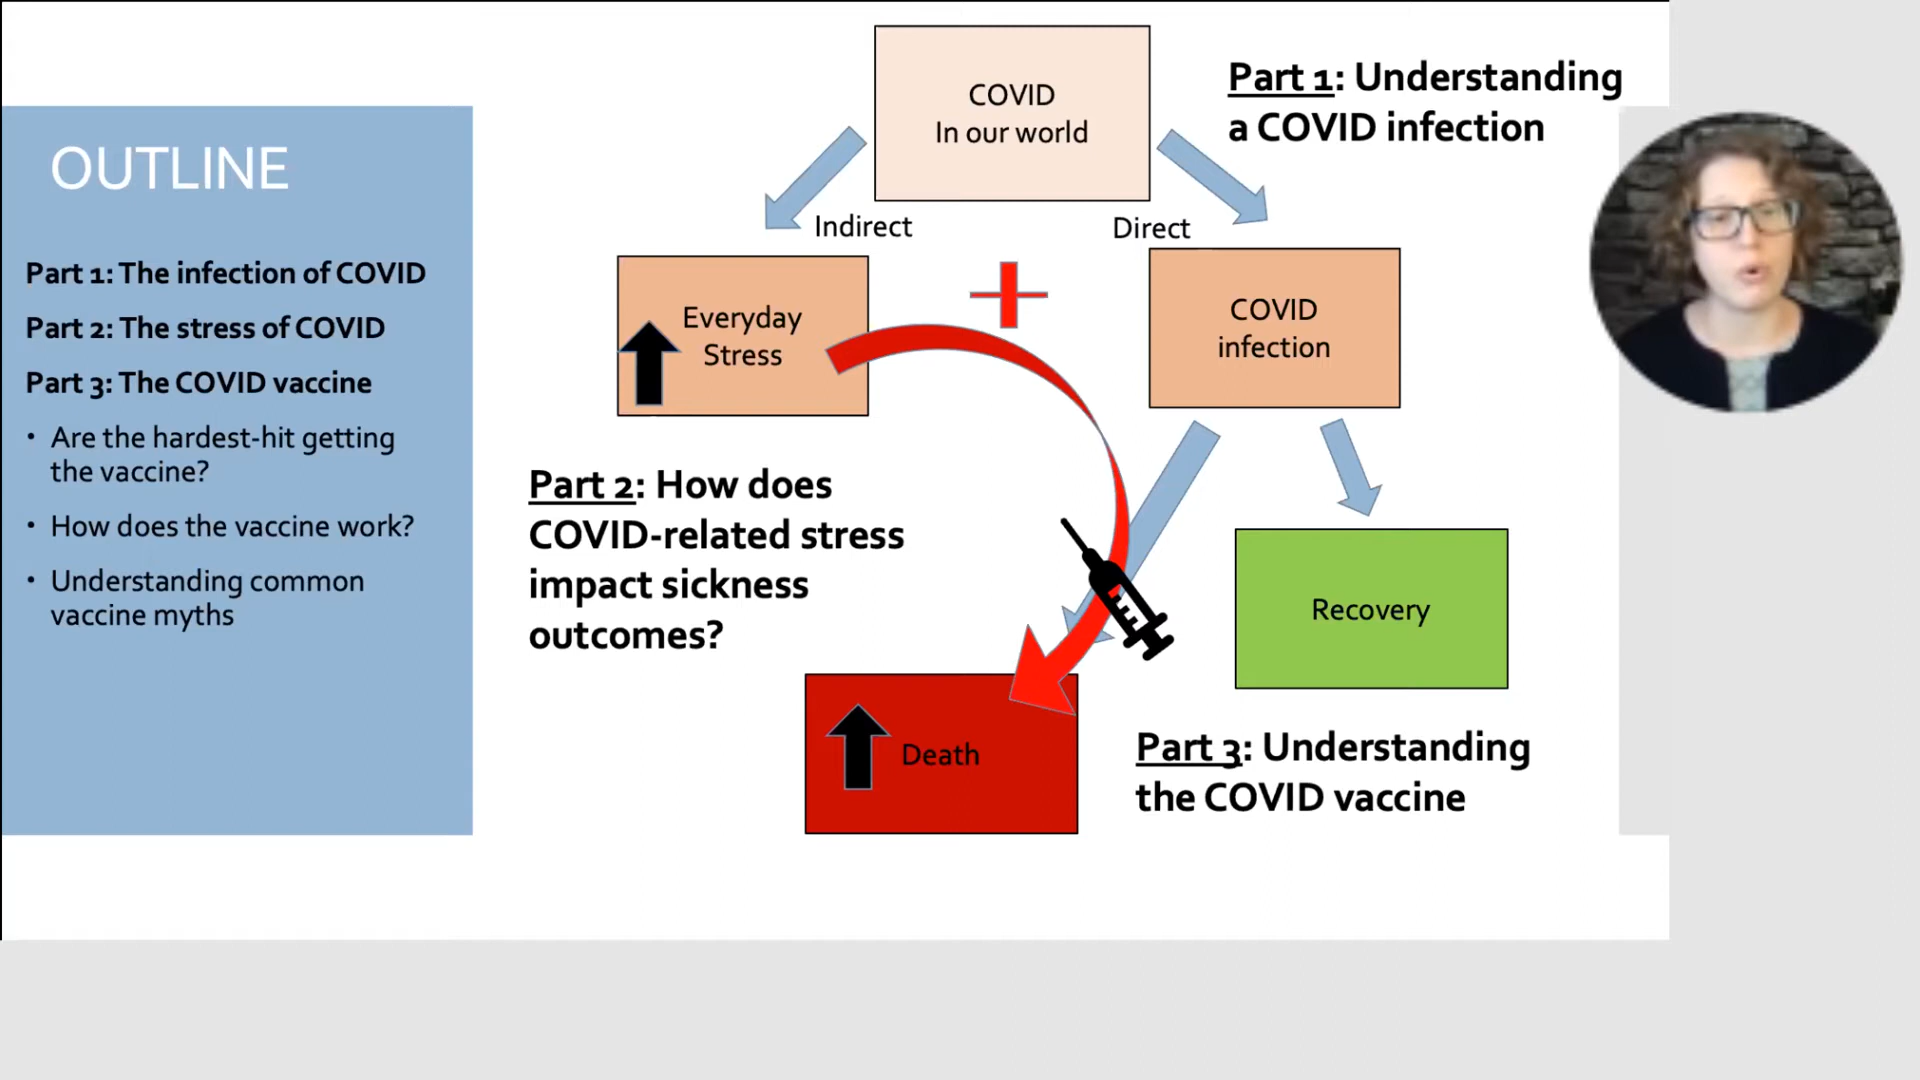 OUTLINE
Part 1: The infection of COVID
Part 2: The stress of COVID
Part 3: The COVID vaccine
• Are the hardest-hit getting
the vaccine?
• How does the vaccine work?
• Understanding common
vaccine myths
COVID
In our world
Part 1: Understanding
a COVID infection
Indirect
Direct
Everyday
Stress
COVID
infection
Part 2: How does
COVID-related stress
impact sickness
outcomes?
Recovery
Death
Part 3: Understanding
the COVID vaccine